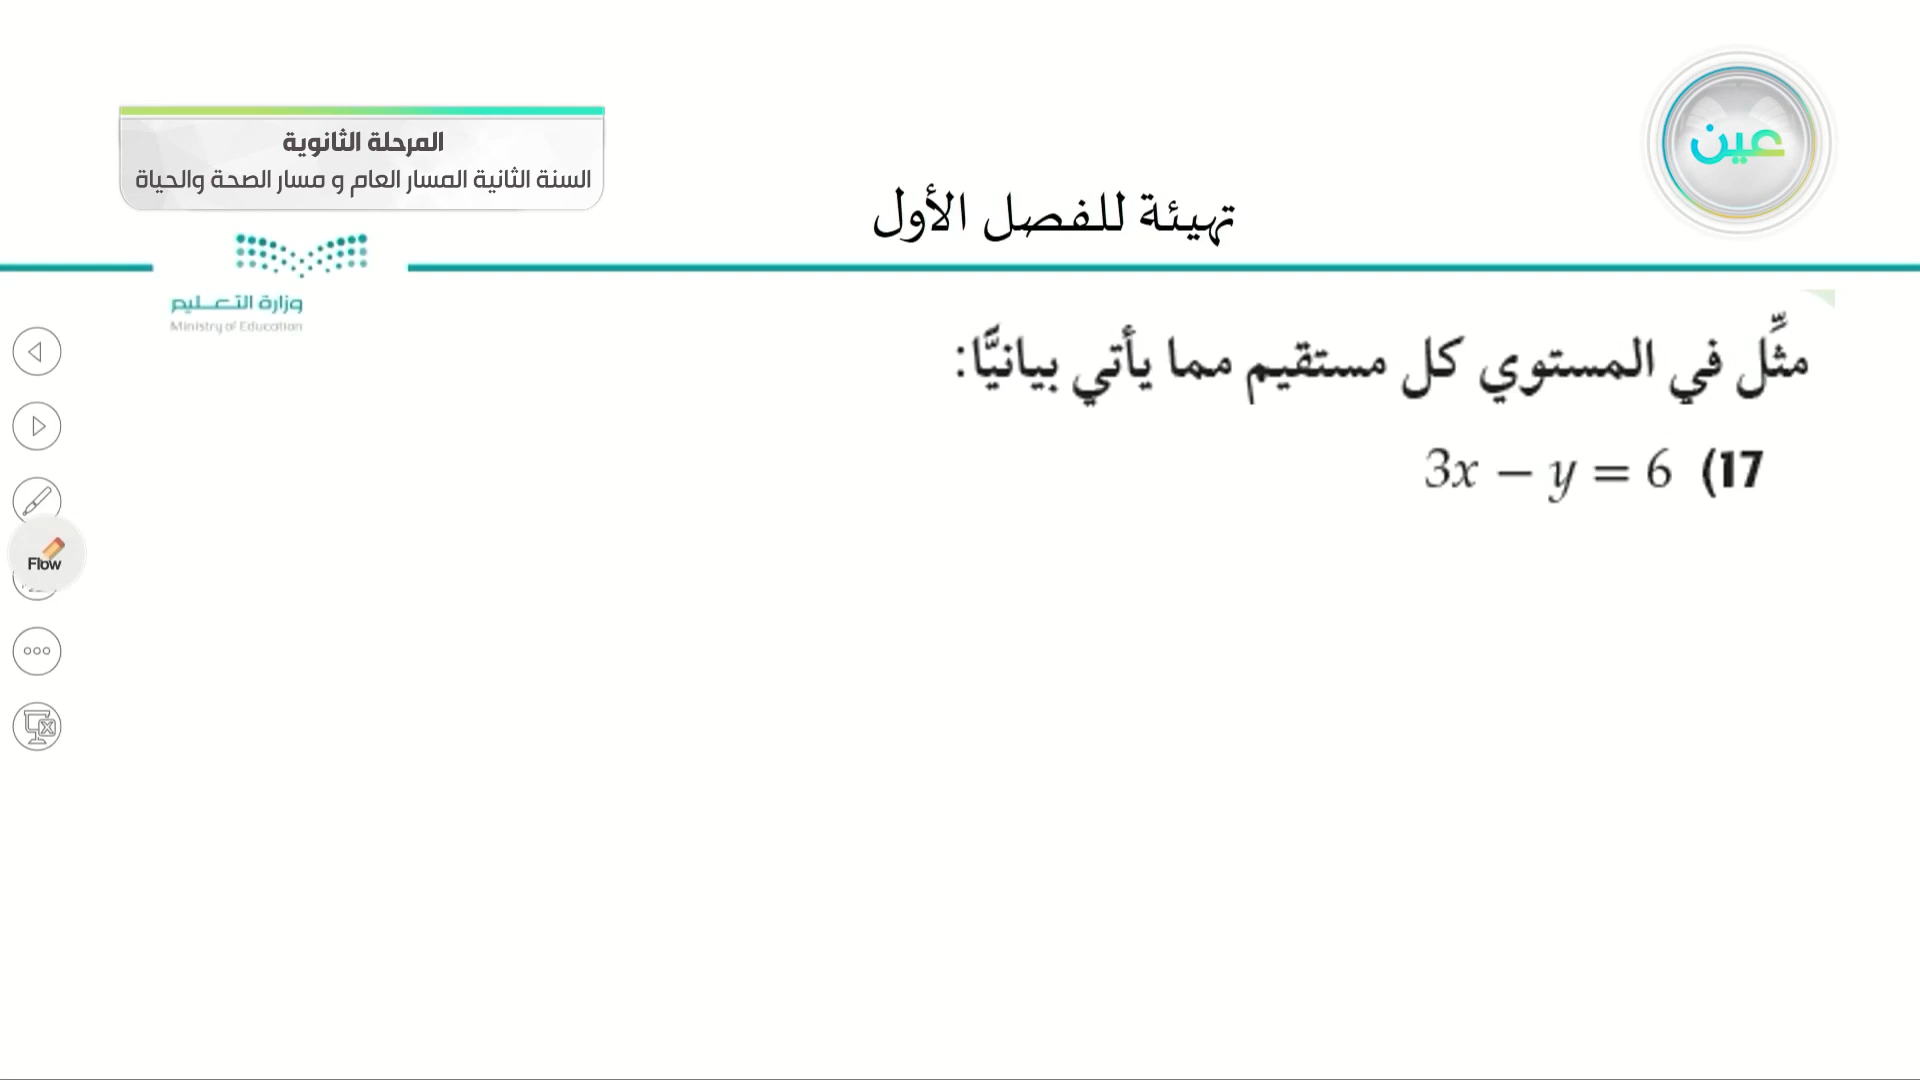 المرحلة الثانوية
السنة الثانية المسار العام و مسار الصحة والحياة
عين
تهيئة للفصل الأول
وزارة التعليم
Ministry of Education
مثِّل في المستوي كل مستقيم مما يأتي بيانيًّا:
17) 3x − y = 6
Flow